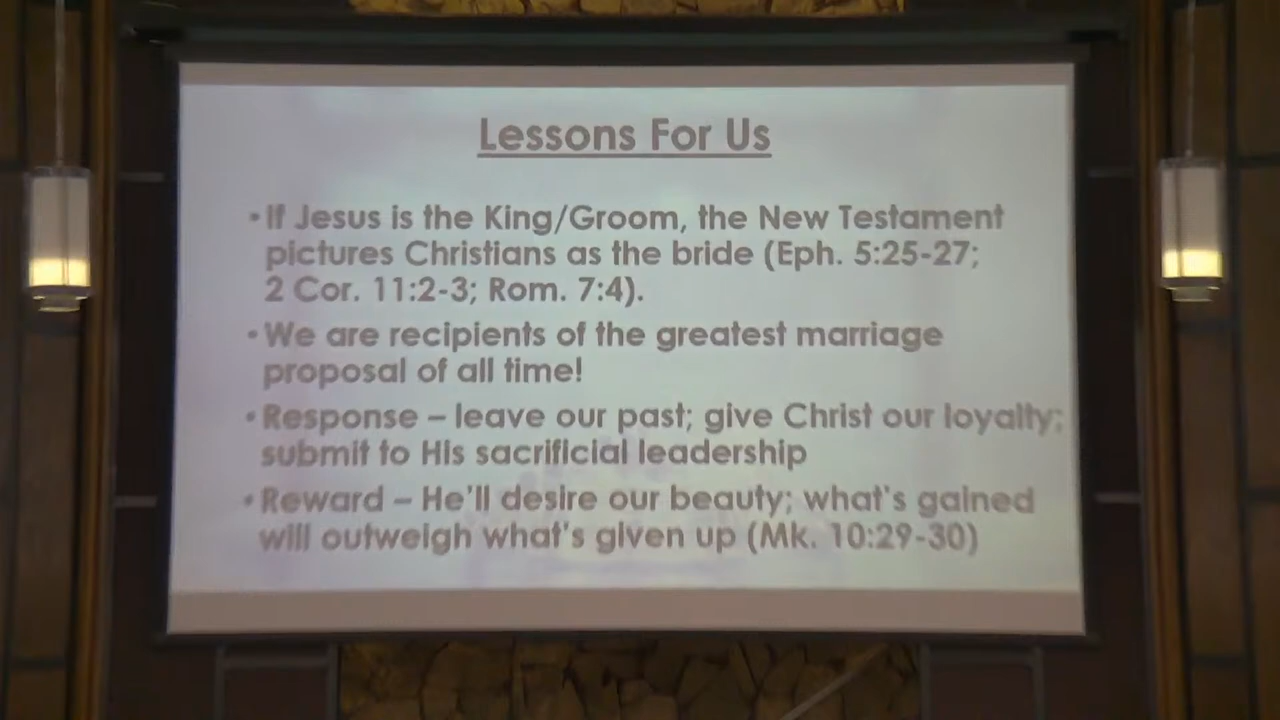 Lessons For Us
•If Jesus is the King/Groom, the New Testament
pictures Christians as the bride (Eph. 5:25-27;
2 Cor. 11:2-3; Rom. 7:4).
•We are recipients of the greatest marriage
proposal of all time!
•Response – leave our past; give Christ our loyalty;
submit to His sacrificial leadership
•Reward – He'll desire our beauty; what's gained
will outweigh what's given up (Mk. 10:29-30)